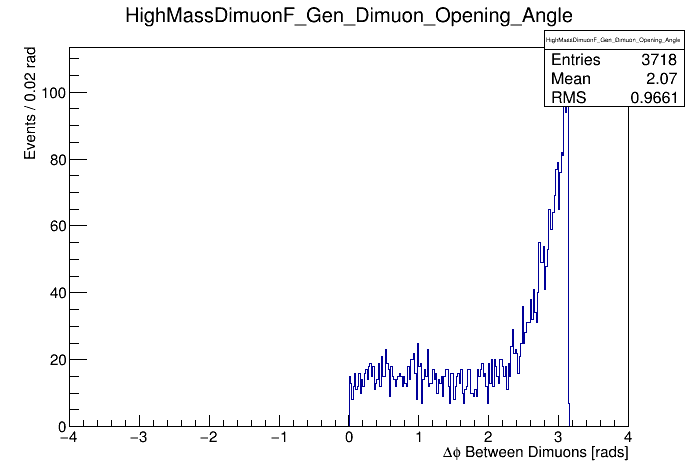 HighMassDimuonF_Gen_Dimuon_Opening_Angle
HighMassDimuonF_Gen_Dimuon_Opening_Angle
Entries 3718
Mean 2.07
RMS 0.9661
Events / 0.02 rad
100
80
60
40
20
0
−4 −3 −2 −1 0 1 2 3 4
Δϕ Between Dimuons [rads]